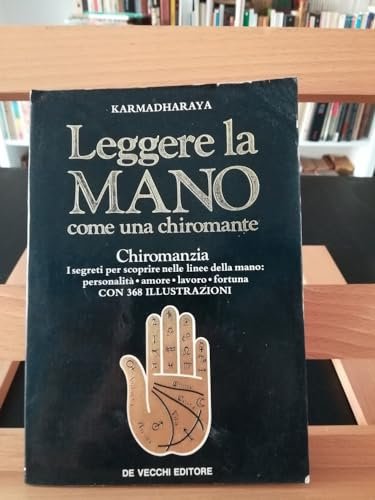 KARMADHARAYA
Leggere la
MANO
come una chiromante
Chiromanzia
I segreti per scoprire nelle linee della mano:
personalità • amore • lavoro • fortuna
CON 368 ILLUSTRAZIONI
DE VECCHI EDITORE